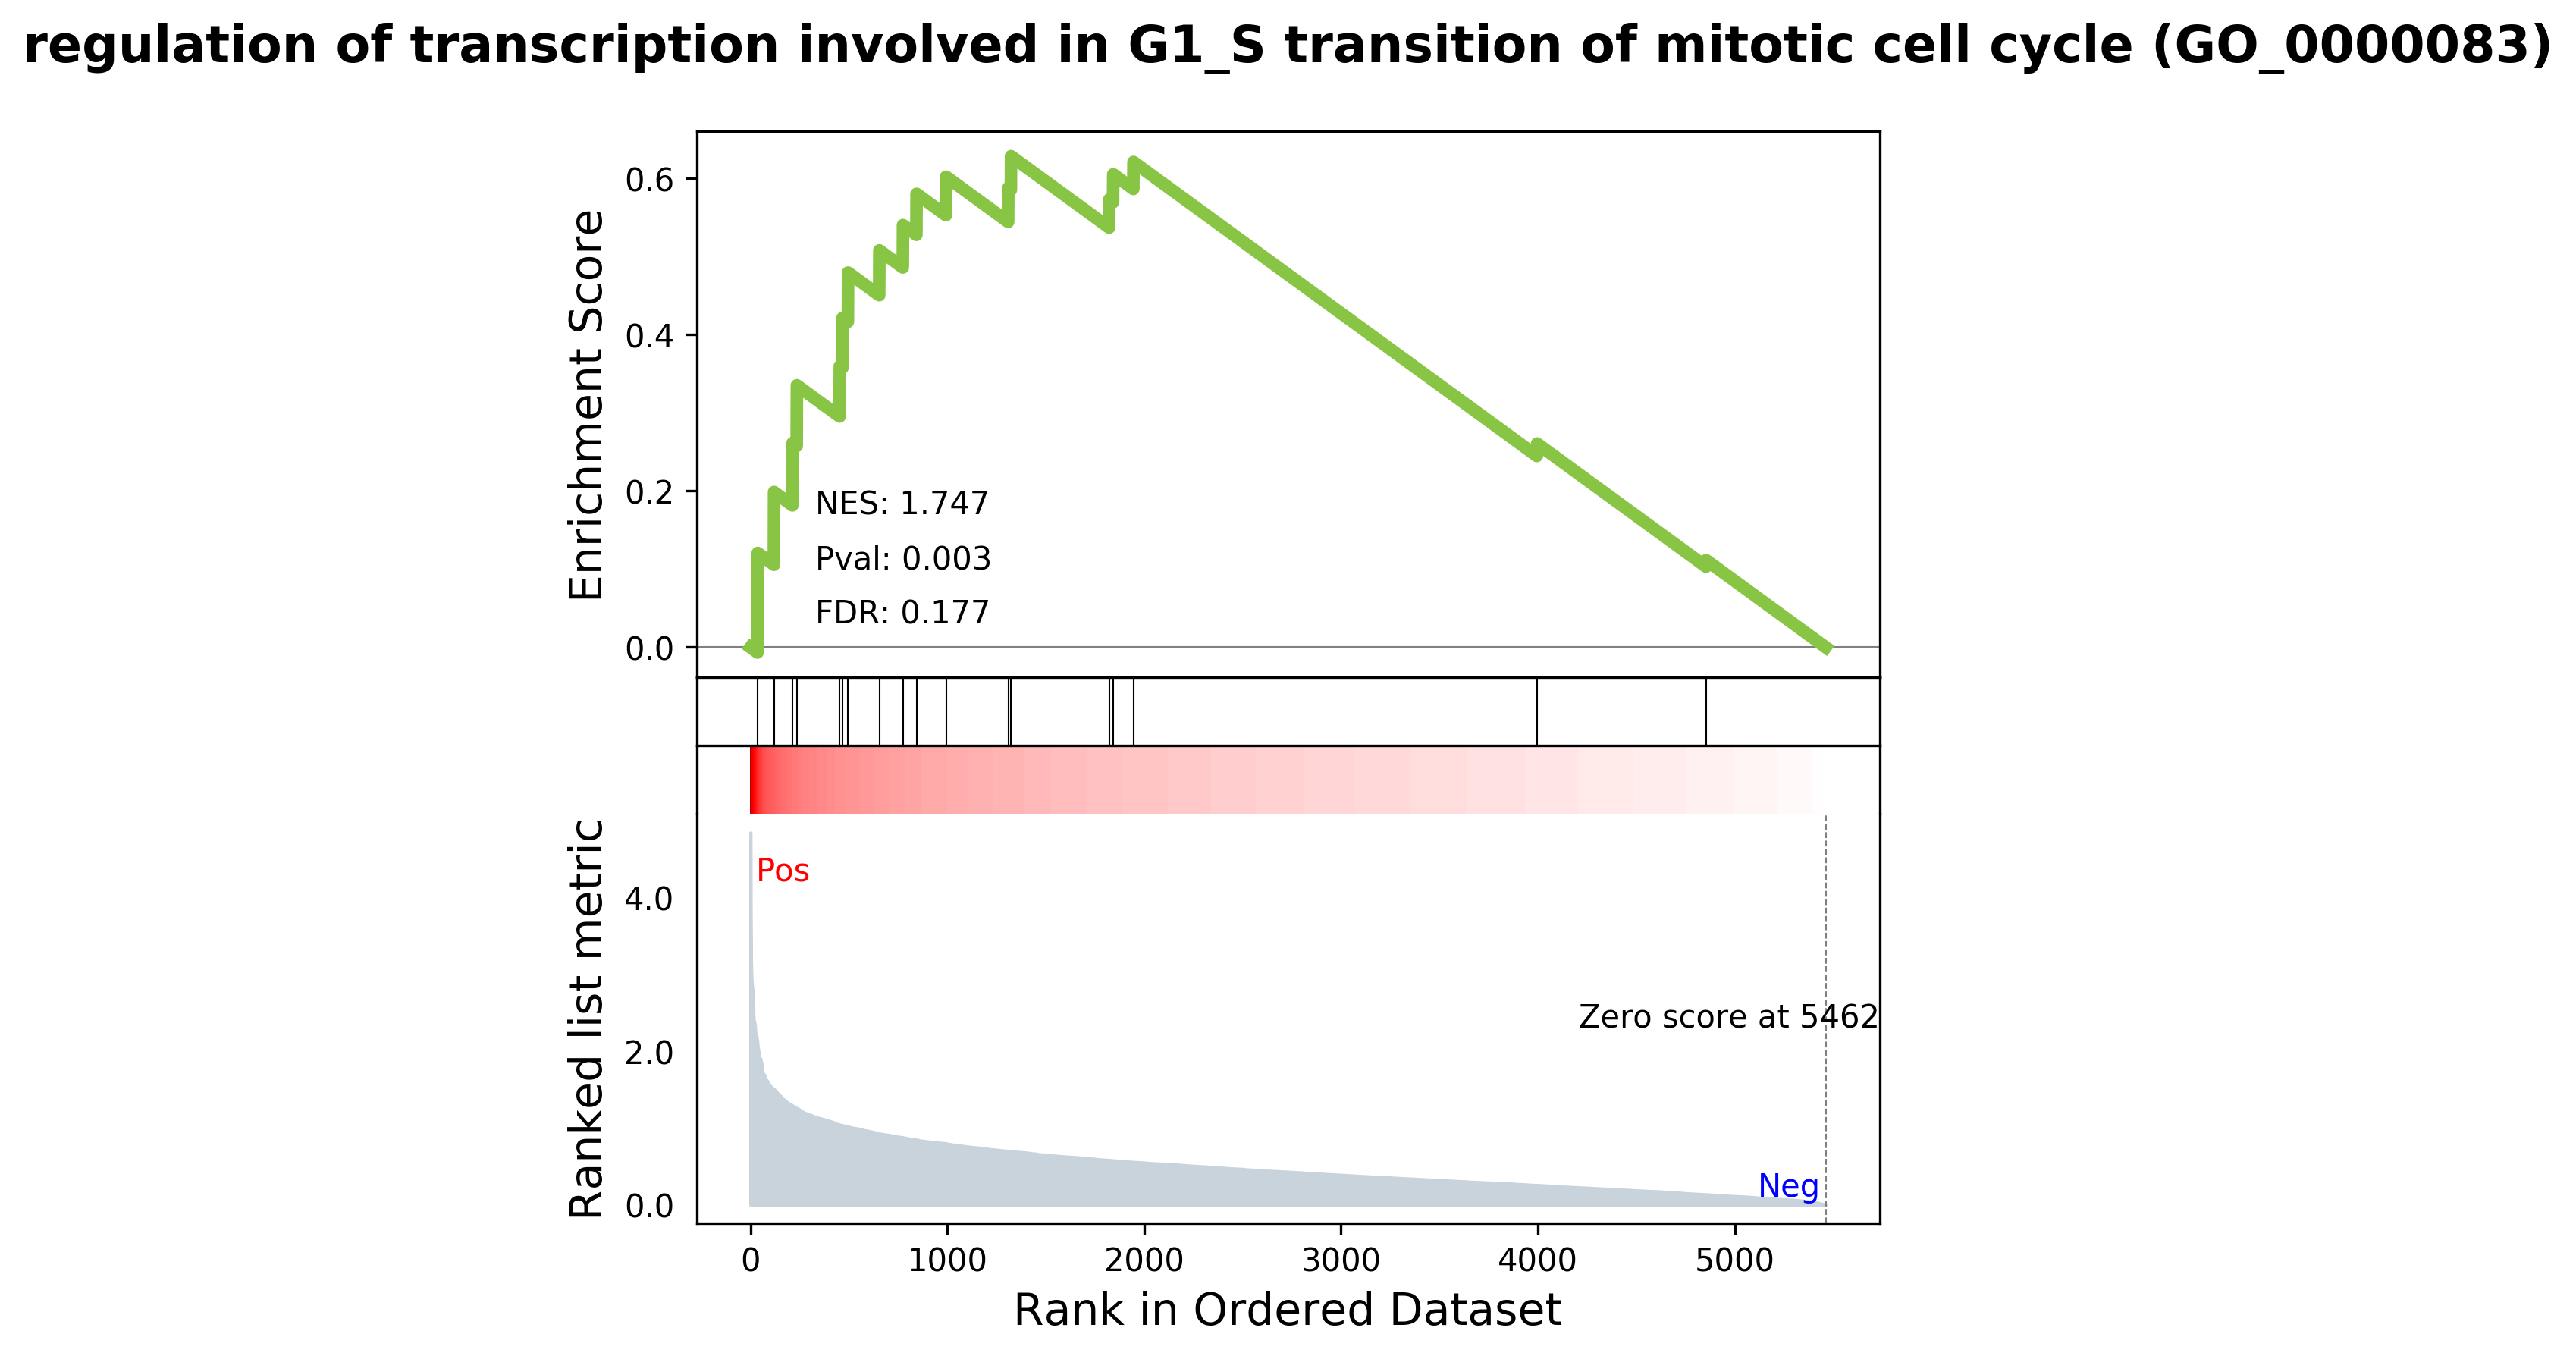 regulation of transcription involved in G1_S transition of mitotic cell cycle (GO_0000083)
Enrichment Score
0.6
0.4
0.2
0.0
NES: 1.747
Pval: 0.003
FDR: 0.177
Ranked list metric
4.0
2.0
0.0
Pos
Zero score at 5462
Neg
0 1000 2000 3000 4000 5000
Rank in Ordered Dataset